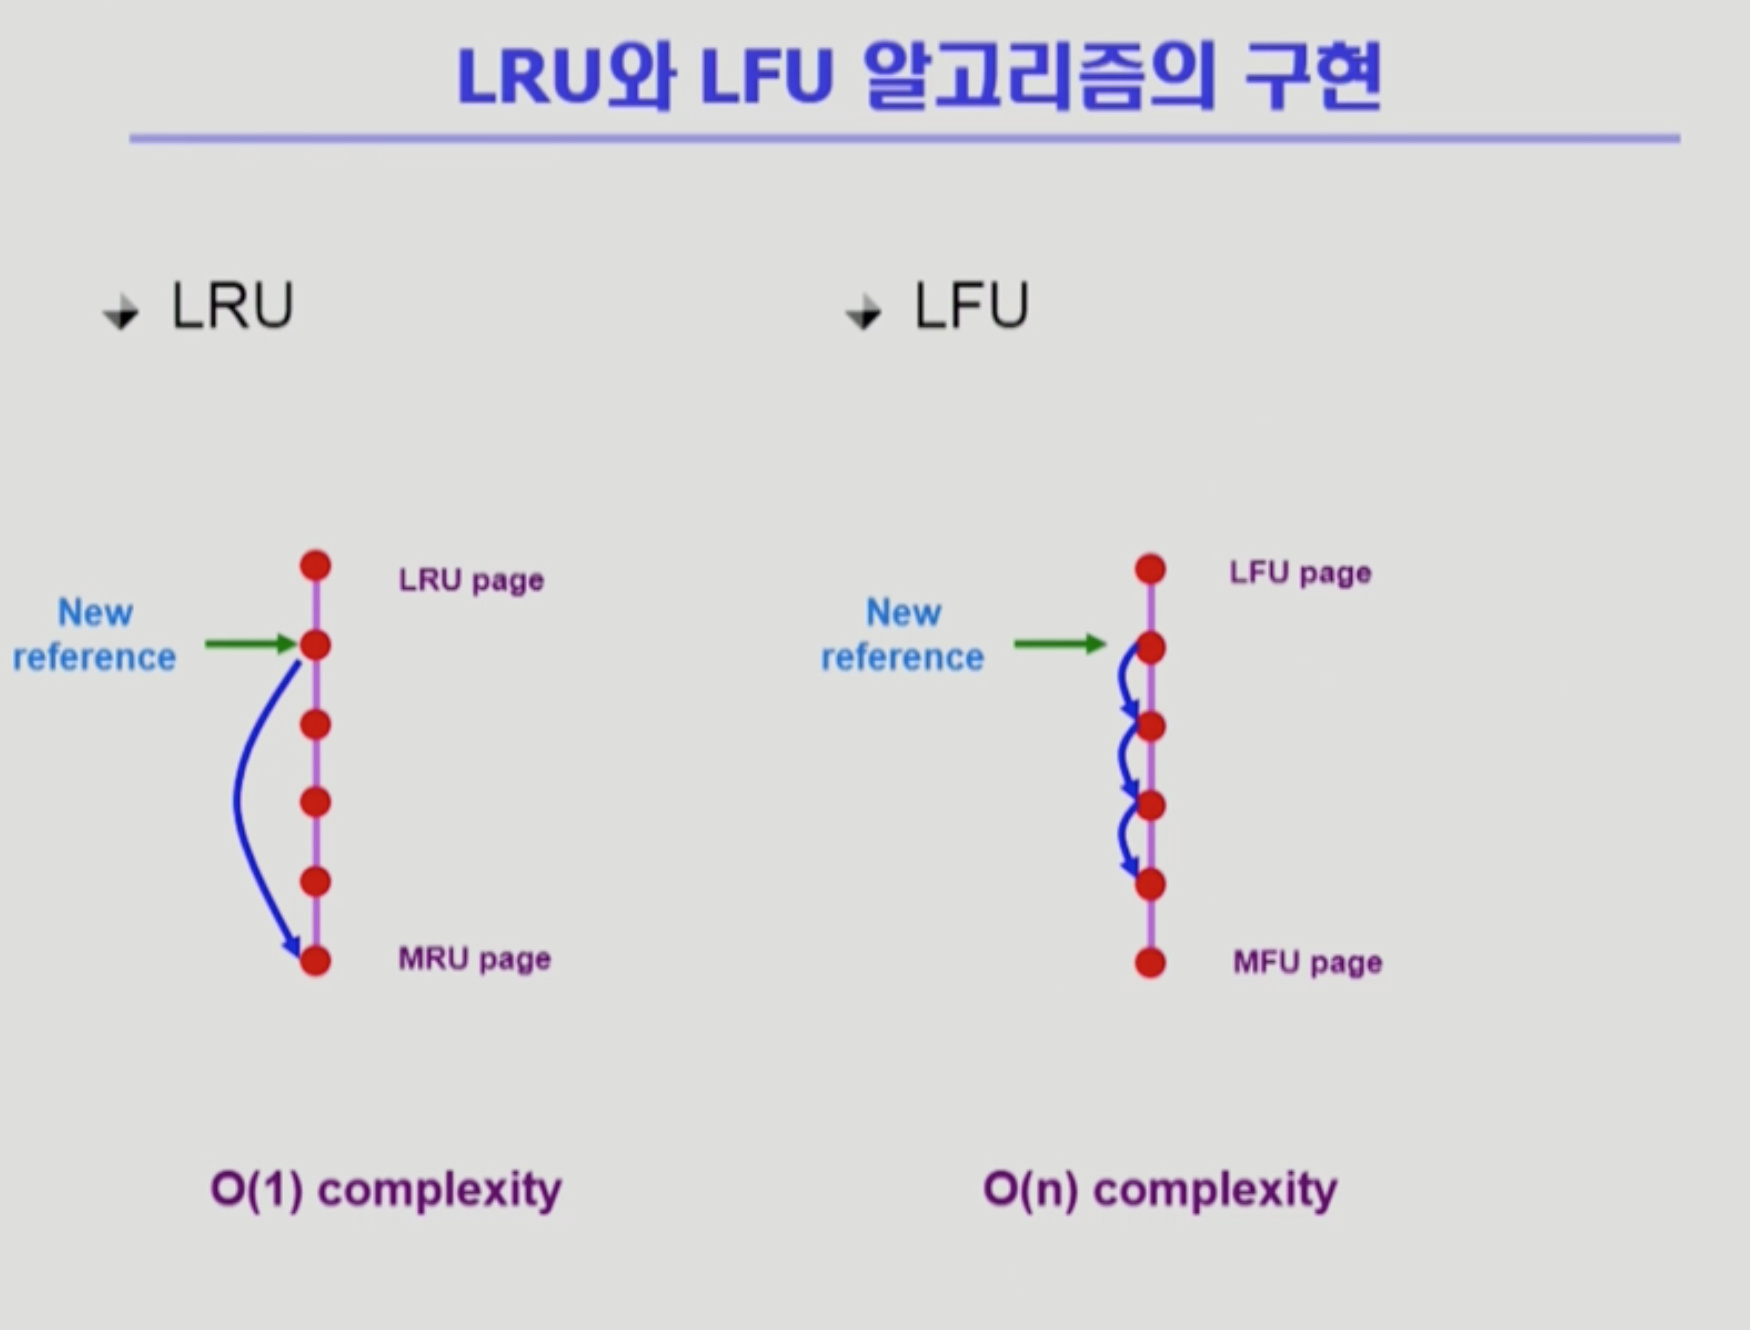 LRU와 LFU 알고리즘의 구현
LRU
New
reference
LRU page
MRU page
O(1) complexity
LFU
New
reference
LFU page
MFU page
O(n) complexity